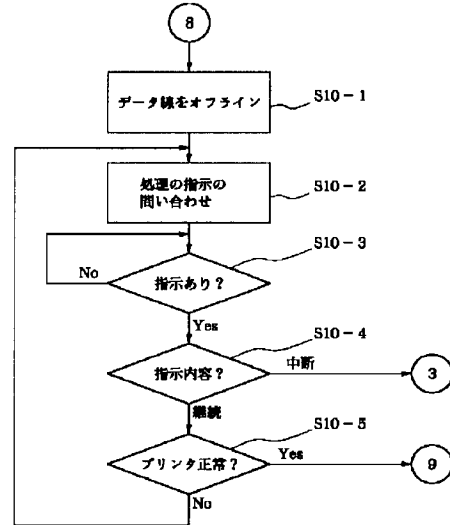 8
データ線をオフライン
S10-1
処理の指示の
問い合わせ
S10-2
S10-3
No
指示あり?
Yes
S10-4
指示内容?
中断
3
継続
S10-5
プリンタ正常?
Yes
9
No